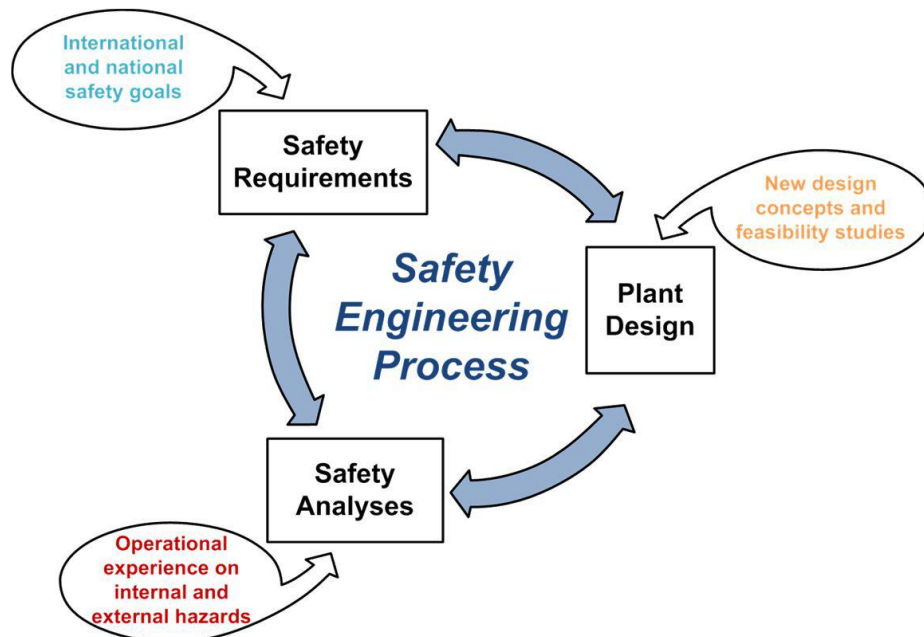 International
and national
safety goals
Safety
Requirements
New design
concepts and
feasibility studies
Safety
Engineering
Process
Plant
Design
Safety
Analyses
Operational
experience on
internal and
external hazards